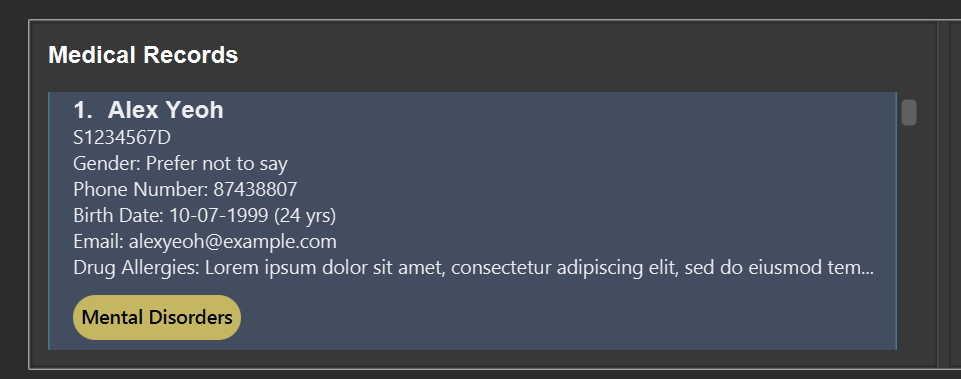 Medical Records
1. Alex Yeoh
S1234567D
Gender: Prefer not to say
Phone Number: 87438807
Birth Date: 10-07-1999 (24 yrs)
Email: alexyeoh@example.com
Drug Allergies: Lorem ipsum dolor sit amet, consectetur adipiscing elit, sed do eiusmod tem...
Mental Disorders